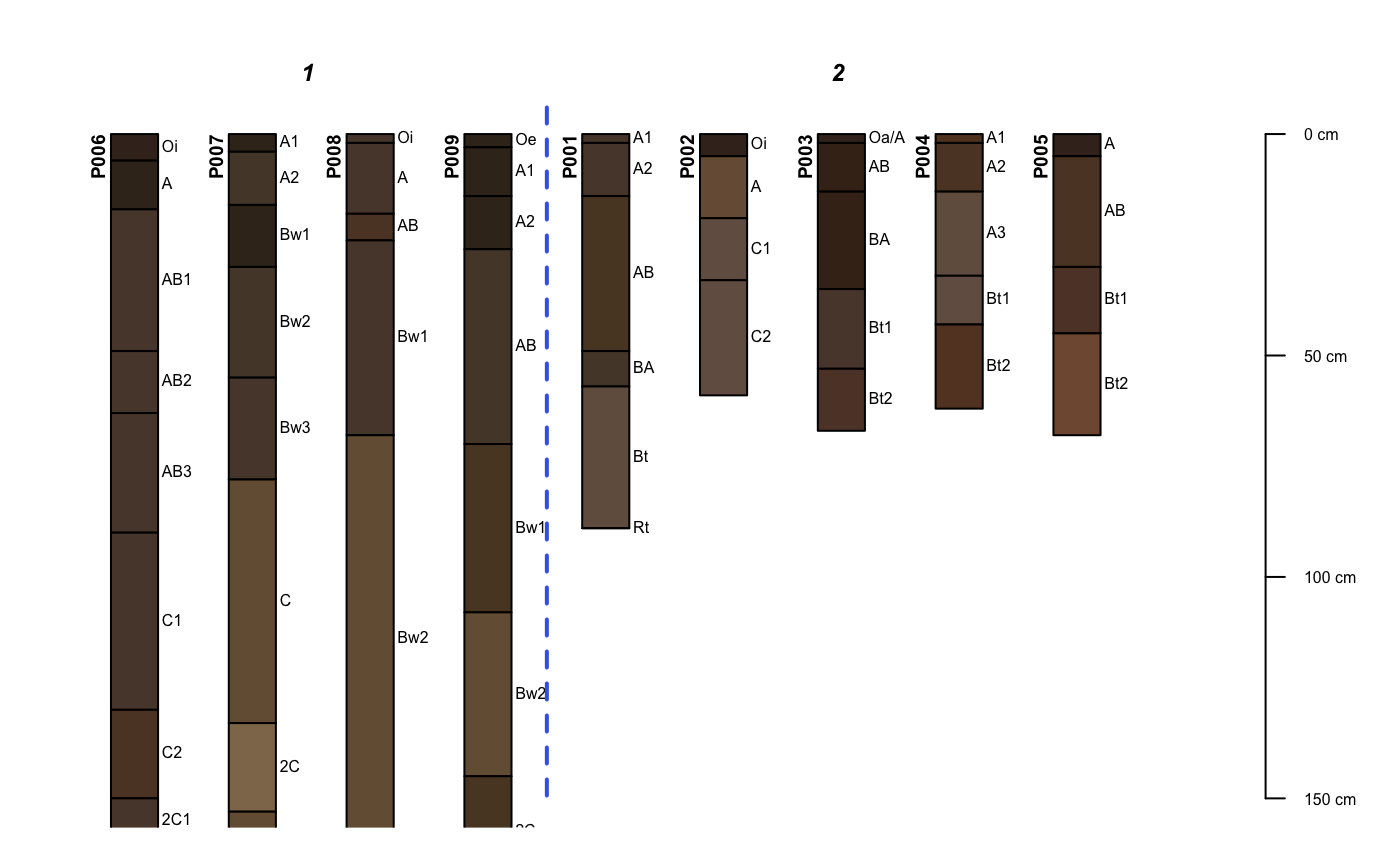 1
2
P006
Oi
A
AB1
AB2
AB3
C1
C2
2C1
P007
A1
A2
Bw1
Bw2
Bw3
C
2C
P008
Oi
A
AB
Bw1
Bw2
P009
Oe
A1
A2
AB
Bw1
Bw2
P001
A1
A2
AB
BA
Bt
Rt
P002
Oi
A
C1
C2
P003
Oa/A
AB
BA
Bt1
Bt2
P004
A1
A2
A3
Bt1
Bt2
P005
A
AB
Bt1
Bt2
0 cm
50 cm
100 cm
150 cm